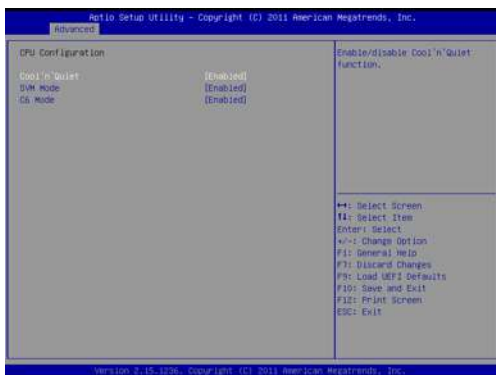 Aptio Setup Utility - Copyright (C) 2011 American Megatrends, Inc.
Advanced
CPU Configuration
Cool'n'Quiet [Enabled]
SVM Mode [Enabled]
C6 Mode [Enabled]
Enable/disable Cool'n'Quiet
function.
↔: Select Screen
↑↓: Select Item
Enter: Select
+/-: Change Option
F1: General Help
F7: Discard Changes
F9: Load UEFI Defaults
F10: Save and Exit
F12: Print Screen
ESC: Exit
Version 2.15.1236. Copyright (C) 2011 American Megatrends, Inc.